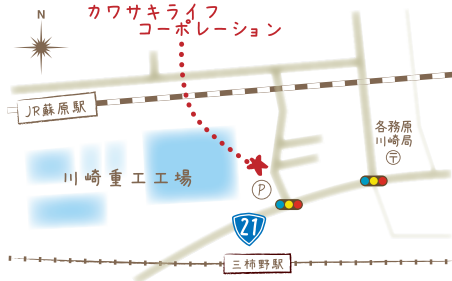 N
カワサキライフ
コーポレーション
JR蘇原駅
各務原
川崎局
〒
川崎重工工場
P
21
三柿野駅